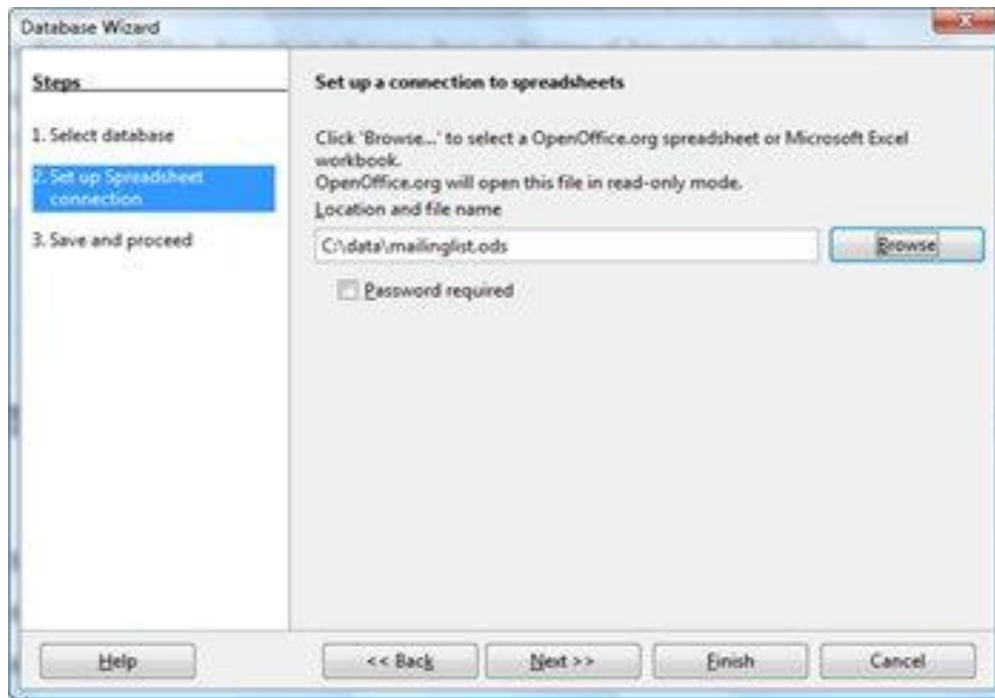 Database Wizard
Steps
1. Select database
2. Set up Spreadsheet
connection
3. Save and proceed
Set up a connection to spreadsheets
Click 'Browse...' to select a OpenOffice.org spreadsheet or Microsoft Excel
workbook.
OpenOffice.org will open this file in read-only mode.
Location and file name
C:\data\mailinglist.ods
Browse
Password required
Help
<< Back
Next >>
Finish
Cancel